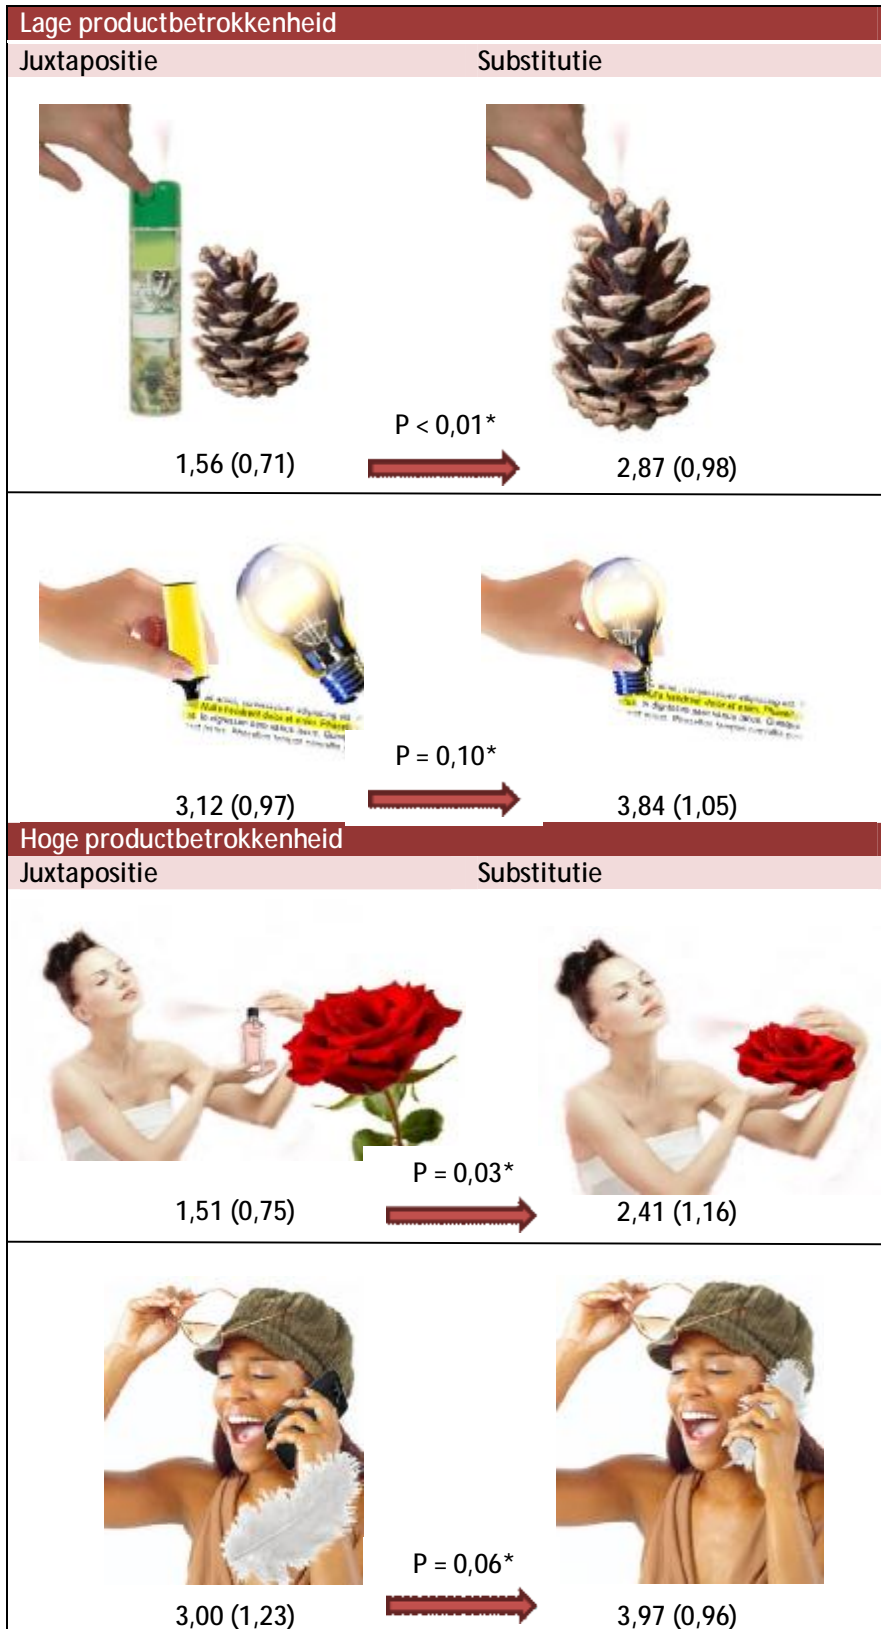 Lage productbetrokkenheid
Juxtapositie Substitutie
P < 0,01*
1,56 (0,71) 2,87 (0,98)
P = 0,10*
3,12 (0,97) 3,84 (1,05)
Hoge productbetrokkenheid
Juxtapositie Substitutie
P = 0,03*
1,51 (0,75) 2,41 (1,16)
P = 0,06*
3,00 (1,23) 3,97 (0,96)